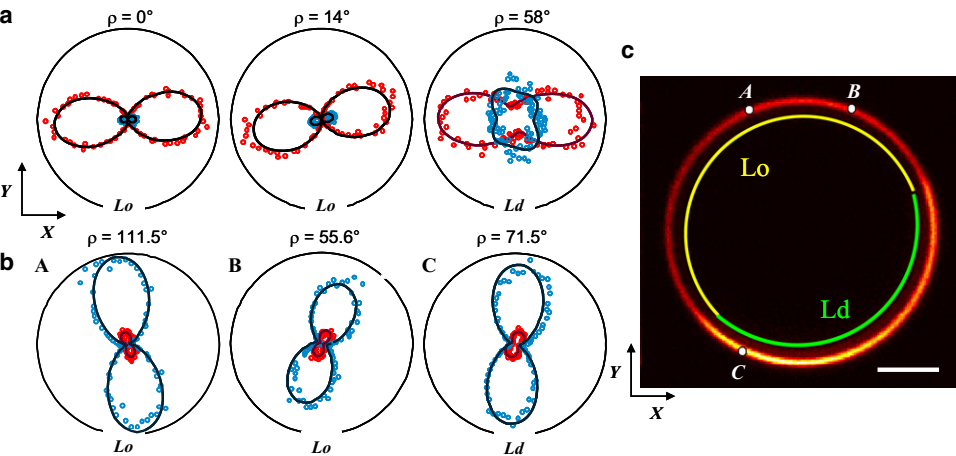 a
ρ = 0°
ρ = 14°
ρ = 58°
Lo
Lo
Ld
Y
X
b
ρ = 111.5°
ρ = 55.6°
ρ = 71.5°
A
B
C
Lo
Lo
Ld
c
A
B
Lo
Ld
C
Y
X